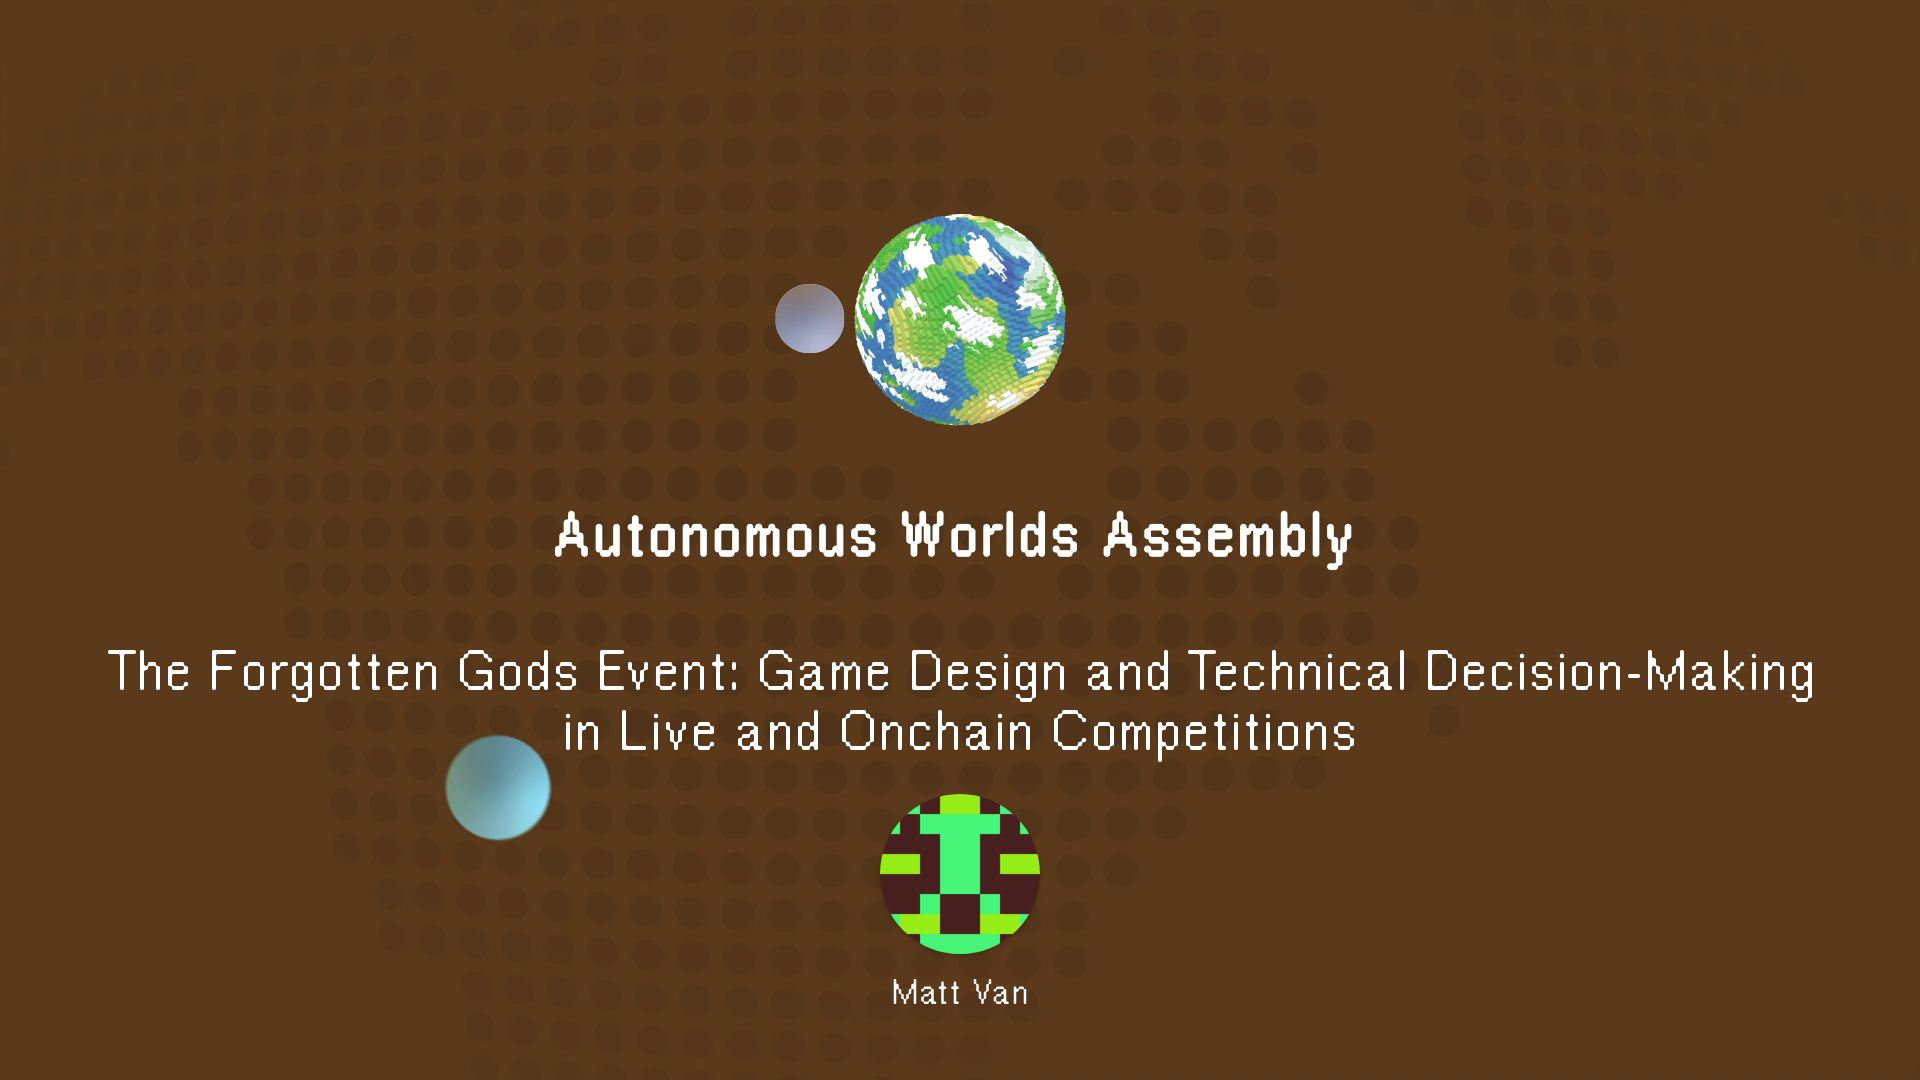 Autonomous Worlds Assembly
The Forgotten Gods Event: Game Design and Technical Decision-Making
in Live and Onchain Competitions
Matt Van